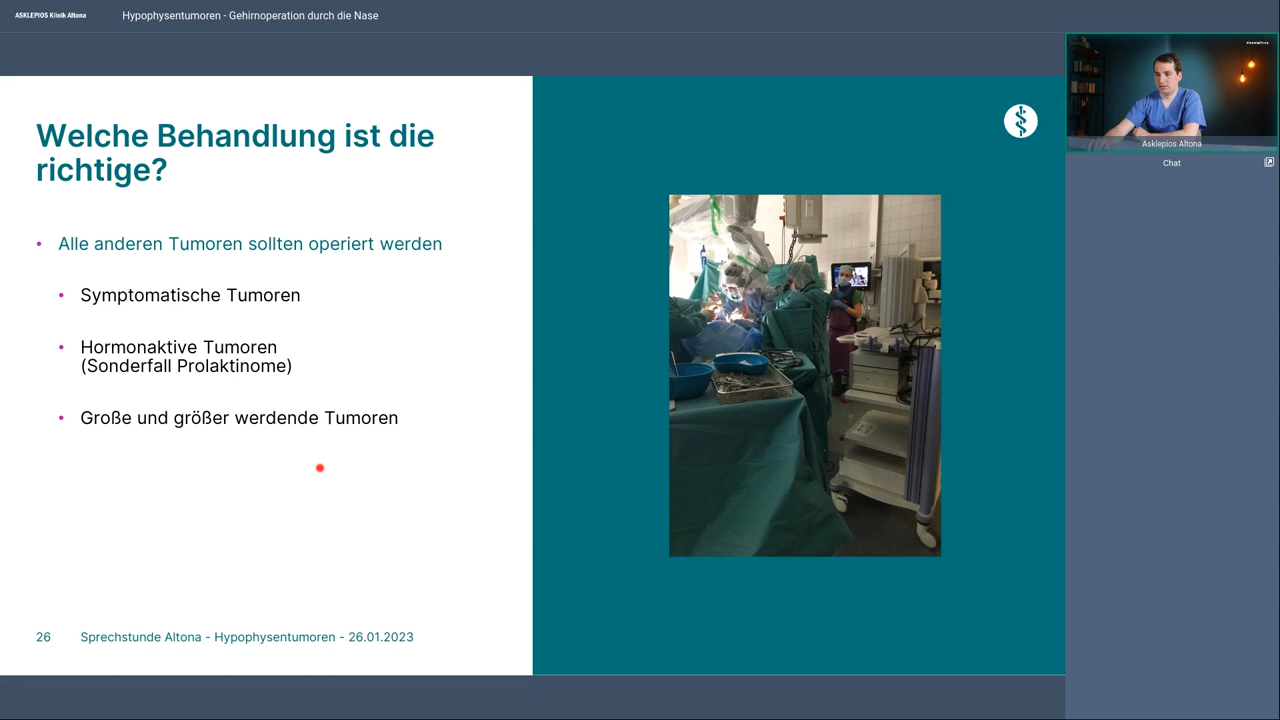 ASKLEPIOS Klinik Altona
Hypophysentumoren - Gehirnoperation durch die Nase
Welche Behandlung ist die
richtige?
• Alle anderen Tumoren sollten operiert werden
• Symptomatische Tumoren
• Hormonaktive Tumoren
(Sonderfall Prolaktinome)
• Große und größer werdende Tumoren
26 Sprechstunde Altona - Hypophysentumoren - 26.01.2023
Asklepios Altona
Chat